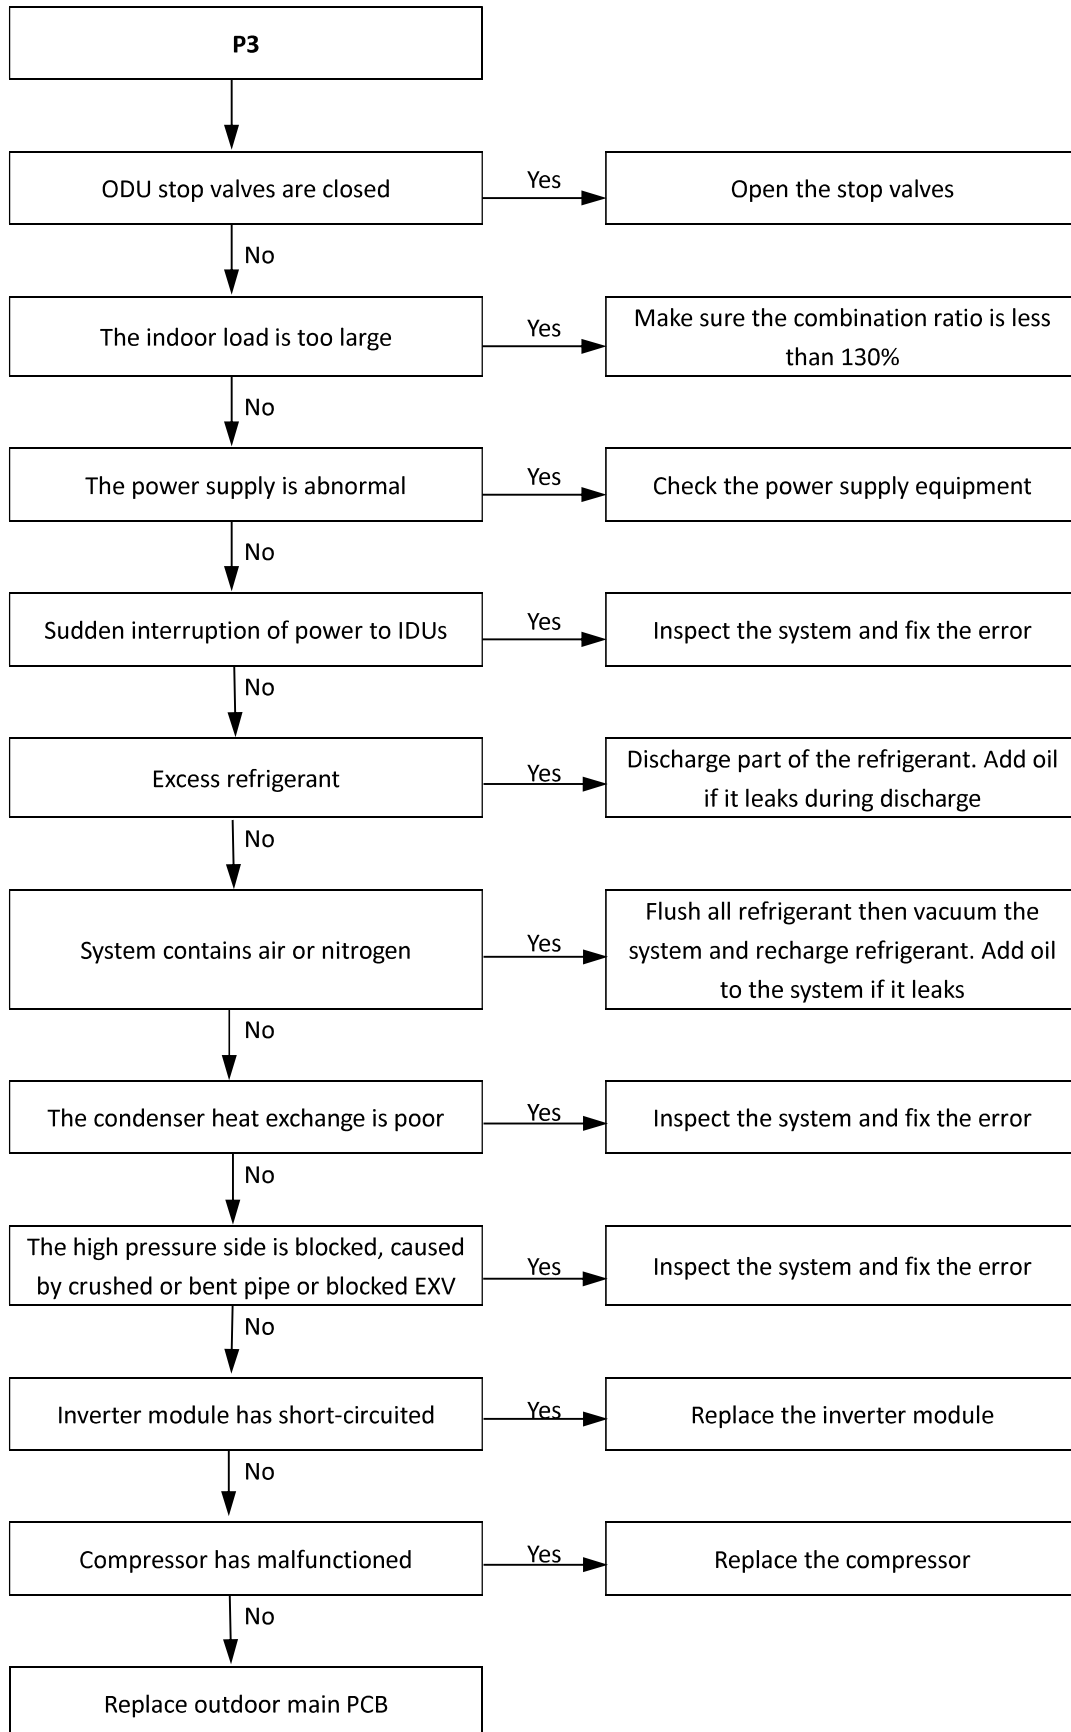 P3
ODU stop valves are closed
Yes
Open the stop valves
No
The indoor load is too large
Yes
Make sure the combination ratio is less
than 130%
No
The power supply is abnormal
Yes
Check the power supply equipment
No
Sudden interruption of power to IDUs
Yes
Inspect the system and fix the error
No
Excess refrigerant
Yes
Discharge part of the refrigerant. Add oil
if it leaks during discharge
No
System contains air or nitrogen
Yes
Flush all refrigerant then vacuum the
system and recharge refrigerant. Add oil
to the system if it leaks
No
The condenser heat exchange is poor
Yes
Inspect the system and fix the error
No
The high pressure side is blocked, caused
by crushed or bent pipe or blocked EXV
Yes
Inspect the system and fix the error
No
Inverter module has short-circuited
Yes
Replace the inverter module
No
Compressor has malfunctioned
Yes
Replace the compressor
No
Replace outdoor main PCB